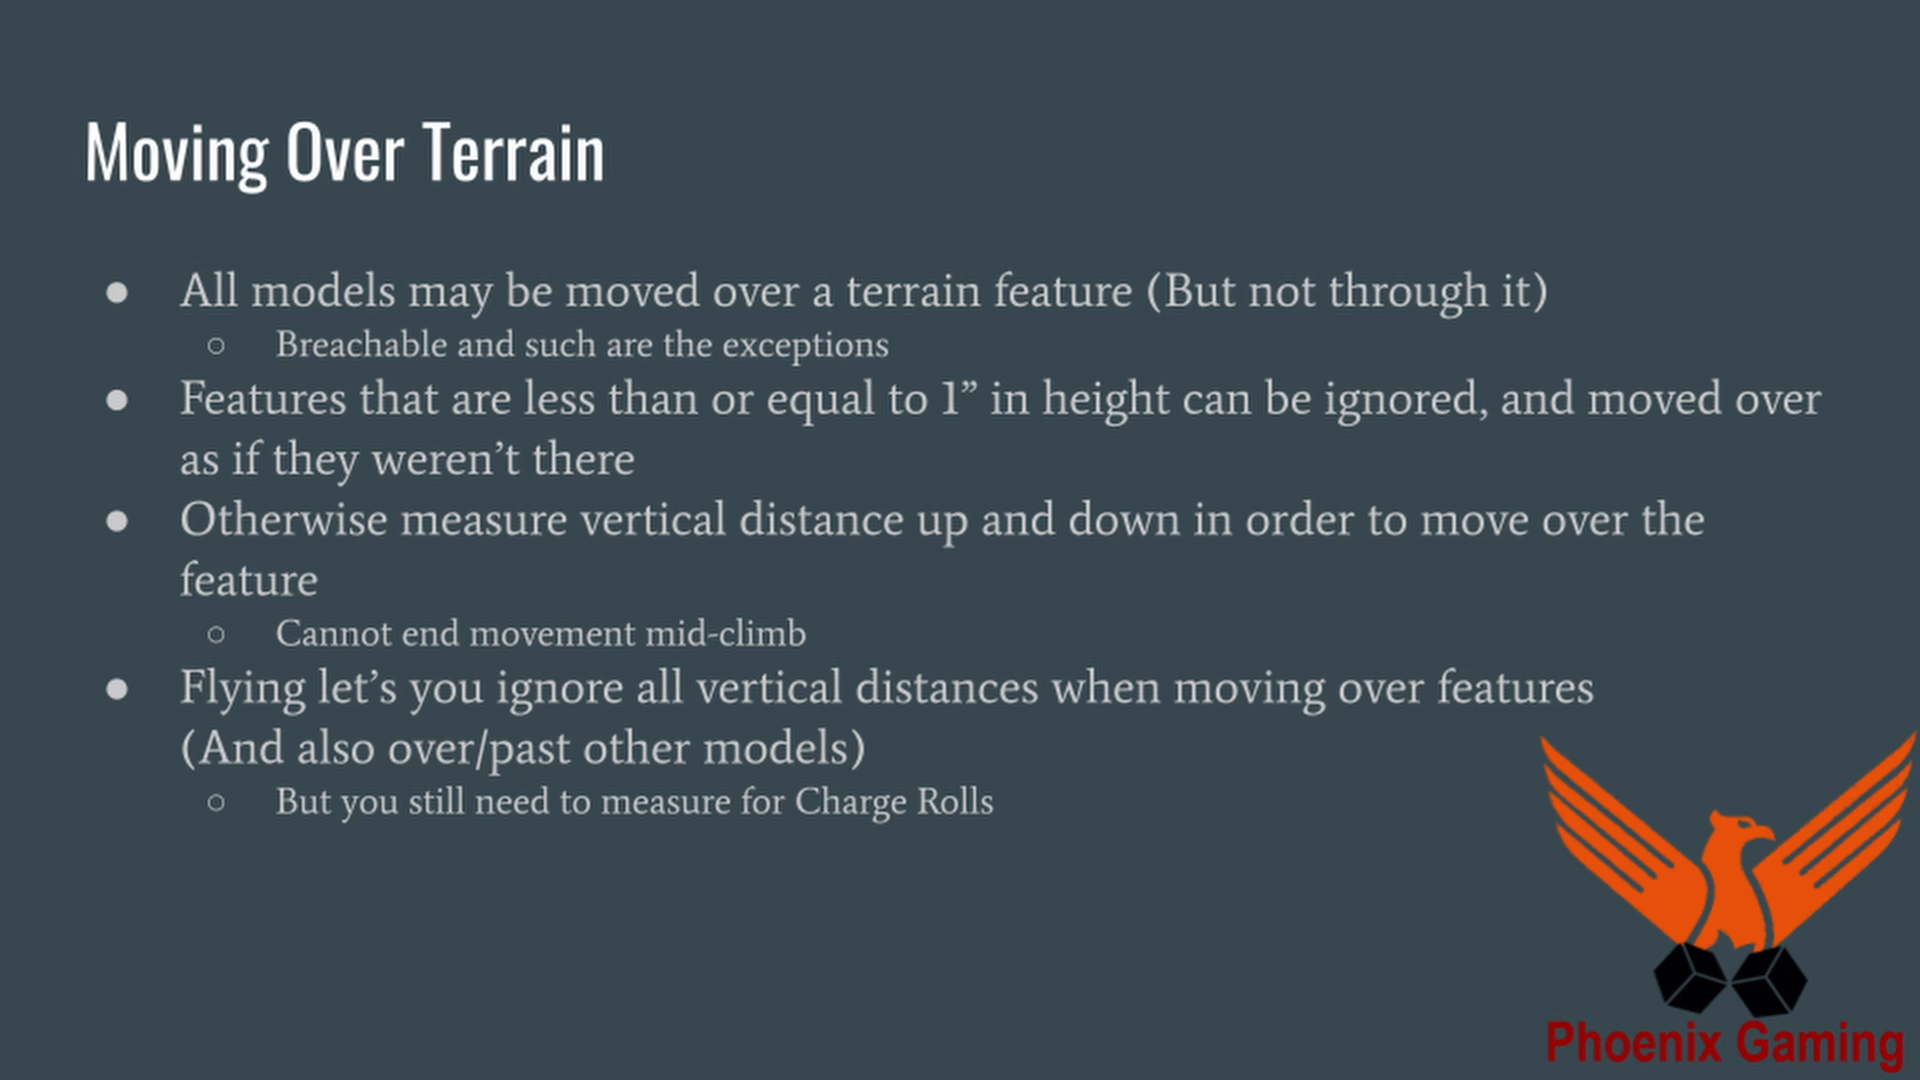 Moving Over Terrain
● All models may be moved over a terrain feature (But not through it)
○ Breachable and such are the exceptions
● Features that are less than or equal to 1” in height can be ignored, and moved over
as if they weren’t there
● Otherwise measure vertical distance up and down in order to move over the
feature
○ Cannot end movement mid-climb
● Flying let’s you ignore all vertical distances when moving over features
(And also over/past other models)
○ But you still need to measure for Charge Rolls
Phoenix Gaming